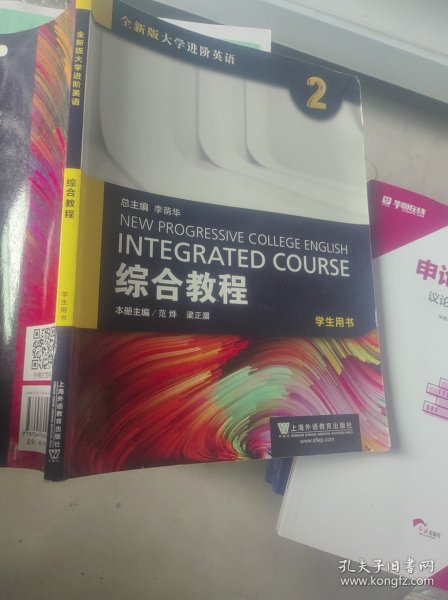 全新版大学进阶英语
2
总主编 李荫华
NEW PROGRESSIVE COLLEGE ENGLISH
INTEGRATED COURSE
综合教程
本册主编/范烨 梁正溜
学生用书
上海外语教育出版社
www.sflep.com
全新版大学进阶英语
综合教程
学生用书
上海外语教育出版社
华图在线
申论
孔夫子旧书网
www.kongfz.com